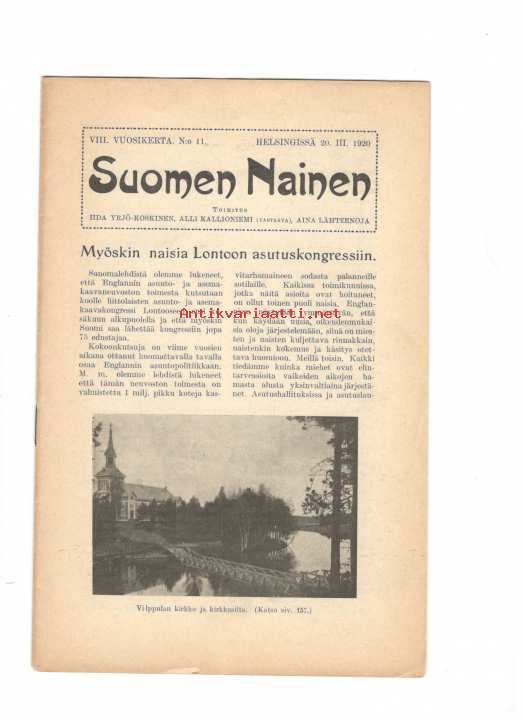 VIII. VUOSIKERTA. N:o 11. HELSINGISSÄ 20. III. 1920
Suomen Nainen
TOIMITUS
IIDA YRJÖ-KOSKINEN, ALLI KALLIONIEMI (VASTAAVA), AINA LÄHTEENOJA
Myöskin naisia Lontoon asutuskongressiin.
Sanomalehdistä olemme lukeneet,
että Englannin asunto- ja asema-
kaavaneuvoston toimesta kutsutaan
koolle liittolaisten asunto- ja asema-
kaavakongressi Lontooseen
säkuun alkupuolella ja että myöskin
Suomi saa lähettää kongressiin jopa
75 edustajan.
Kokoonkutsuja on viime vuosien
aikana ottanut huomattavalla tavalla
osaa Englannin asuntopolitiikkaan.
M. m. olemme lehdistä lukeneet
että tämän neuvoston toimesta on
valmistettu 1 milj. pikku koteja kas-
vitarhamaineen sodasta palanneille
sotilaille. Kaikissa toimikunnissa,
jotka näitä asioita ovat hoitaneet,
on ollut toinen puoli naisia. Englan-
että,
kun käydään uusia, oikeudenmukai-
sia oloja järjestelemään, siinä on mies-
ten ja naisten kuljettava rinnakkain,
naistenkin kokemus ja käsitys otet-
tava huomioon. Meillä toisin. Kaikki
tiedämme kuinka miehet ovat elin-
tarveasioita vaikeiden aikojen ha-
masta alusta yksinvaltiaina järjestä-
neet. Asutushallituksissa ja asutuslau-
Antikvariaatti.net
Vilppulan kirkko ja kirkkosilta. (Katso siv. 157.)